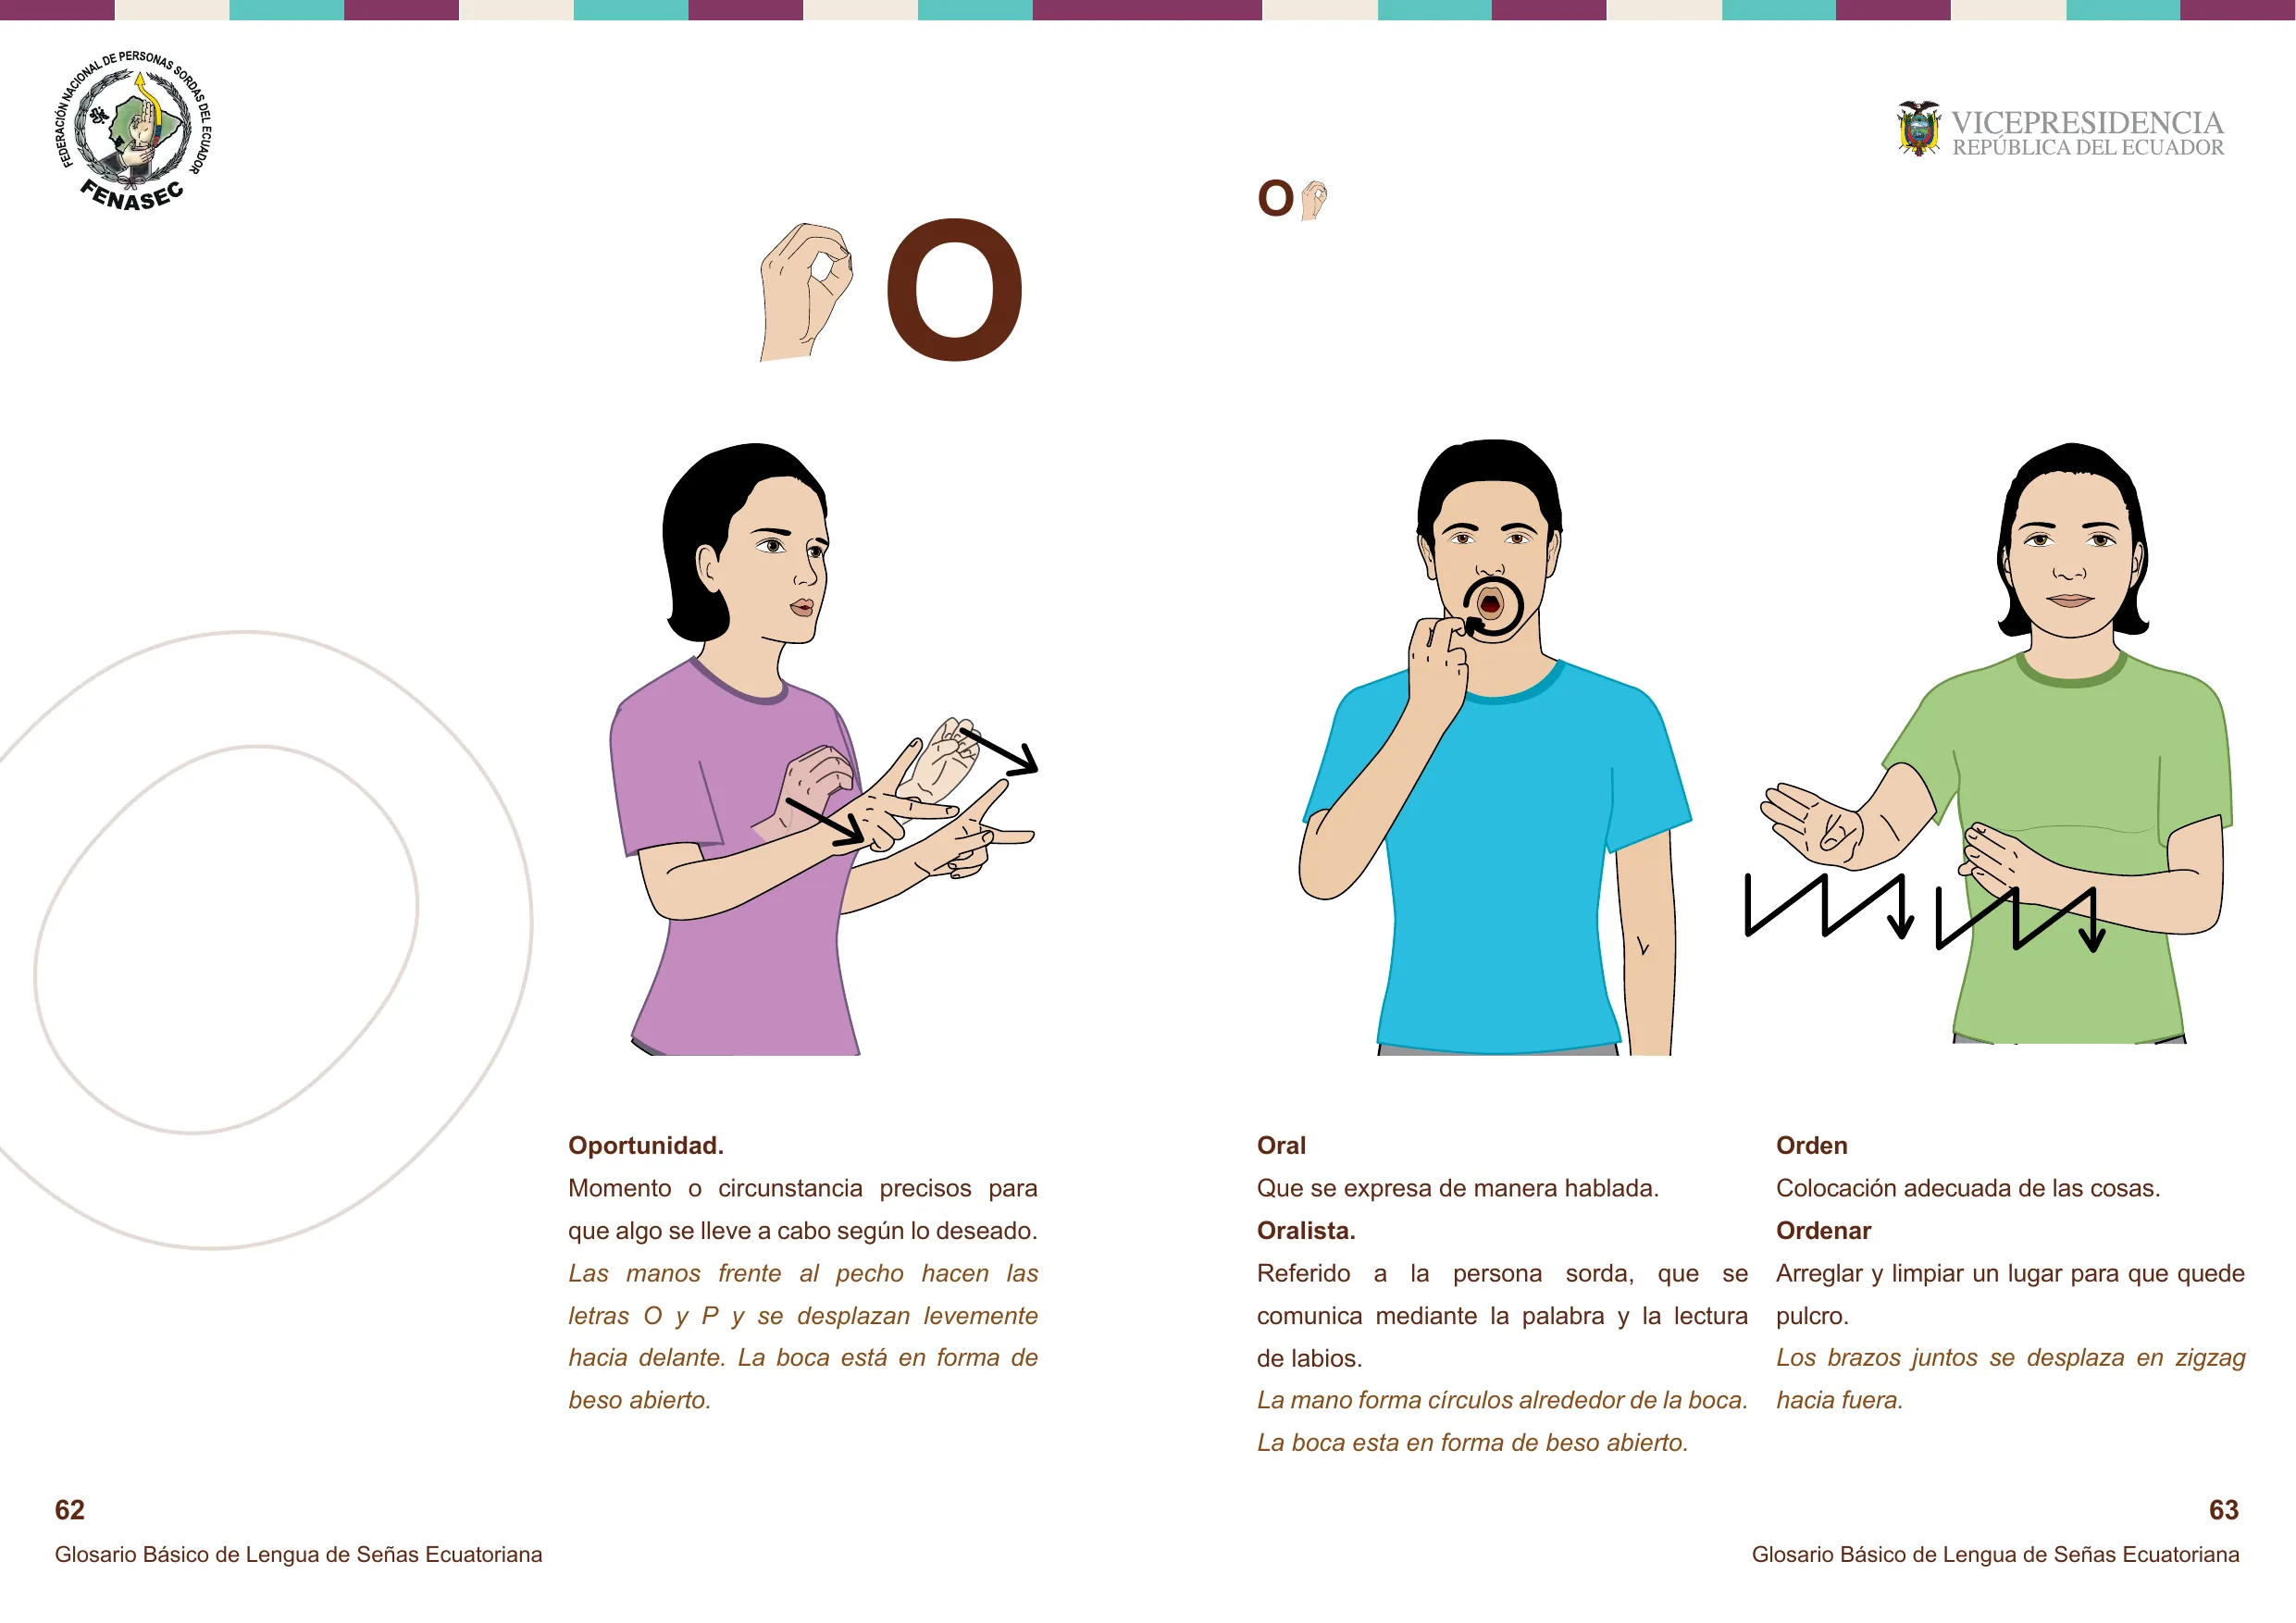 FEDERACIÓN NACIONAL DE PERSONAS SORDAS DEL ECUADOR
FENASEC
O
Oportunidad.
Momento o circunstancia precisos para
que algo se lleve a cabo según lo deseado.
Las manos frente al pecho hacen las
letras O y P y se desplazan levemente
hacia delante. La boca está en forma de
beso abierto.
62
Glosario Básico de Lengua de Señas Ecuatoriana
VICEPRESIDENCIA
REPÚBLICA DEL ECUADOR
O
Oral
Que se expresa de manera hablada.
Oralista.
Referido a la persona sorda, que se
comunica mediante la palabra y la lectura
de labios.
La mano forma círculos alrededor de la boca.
La boca esta en forma de beso abierto.
Orden
Colocación adecuada de las cosas.
Ordenar
Arreglar y limpiar un lugar para que quede
pulcro.
Los brazos juntos se desplaza en zigzag
hacia fuera.
63
Glosario Básico de Lengua de Señas Ecuatoriana